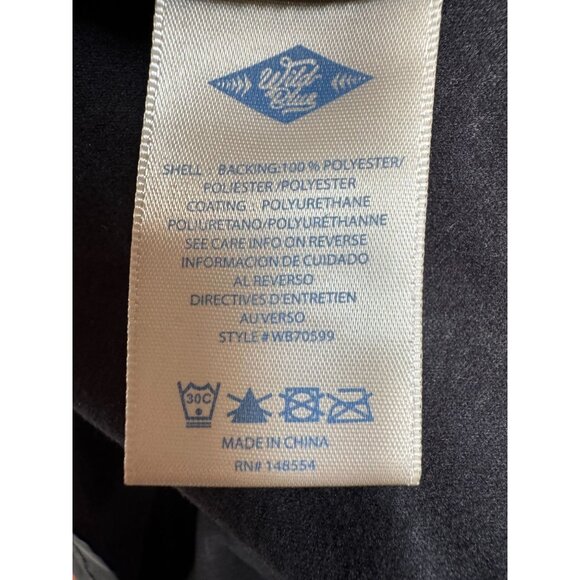 Wild
Blue
SHELL . BACKING:100 % POLYESTER/
POLIESTER /POLYESTER
COATING . POLYURETHANE
POLIURETANO/POLYURÉTHANNE
SEE CARE INFO ON REVERSE
INFORMACION DE CUIDADO
AL REVERSO
DIRECTIVES D'ENTRETIEN
AU VERSO
STYLE # WB70599
30C
MADE IN CHINA
RN# 148554